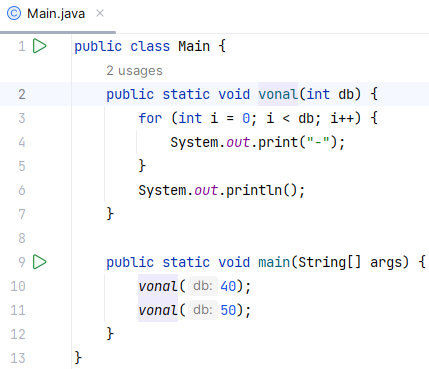 Main.java
1 public class Main {
2 usages
2 public static void vonal(int db) {
3 for (int i = 0; i < db; i++) {
4 System.out.print("-");
5 }
6 System.out.println();
7 }
8
9 public static void main(String[] args) {
10 vonal( db: 40);
11 vonal( db: 50);
12 }
13 }